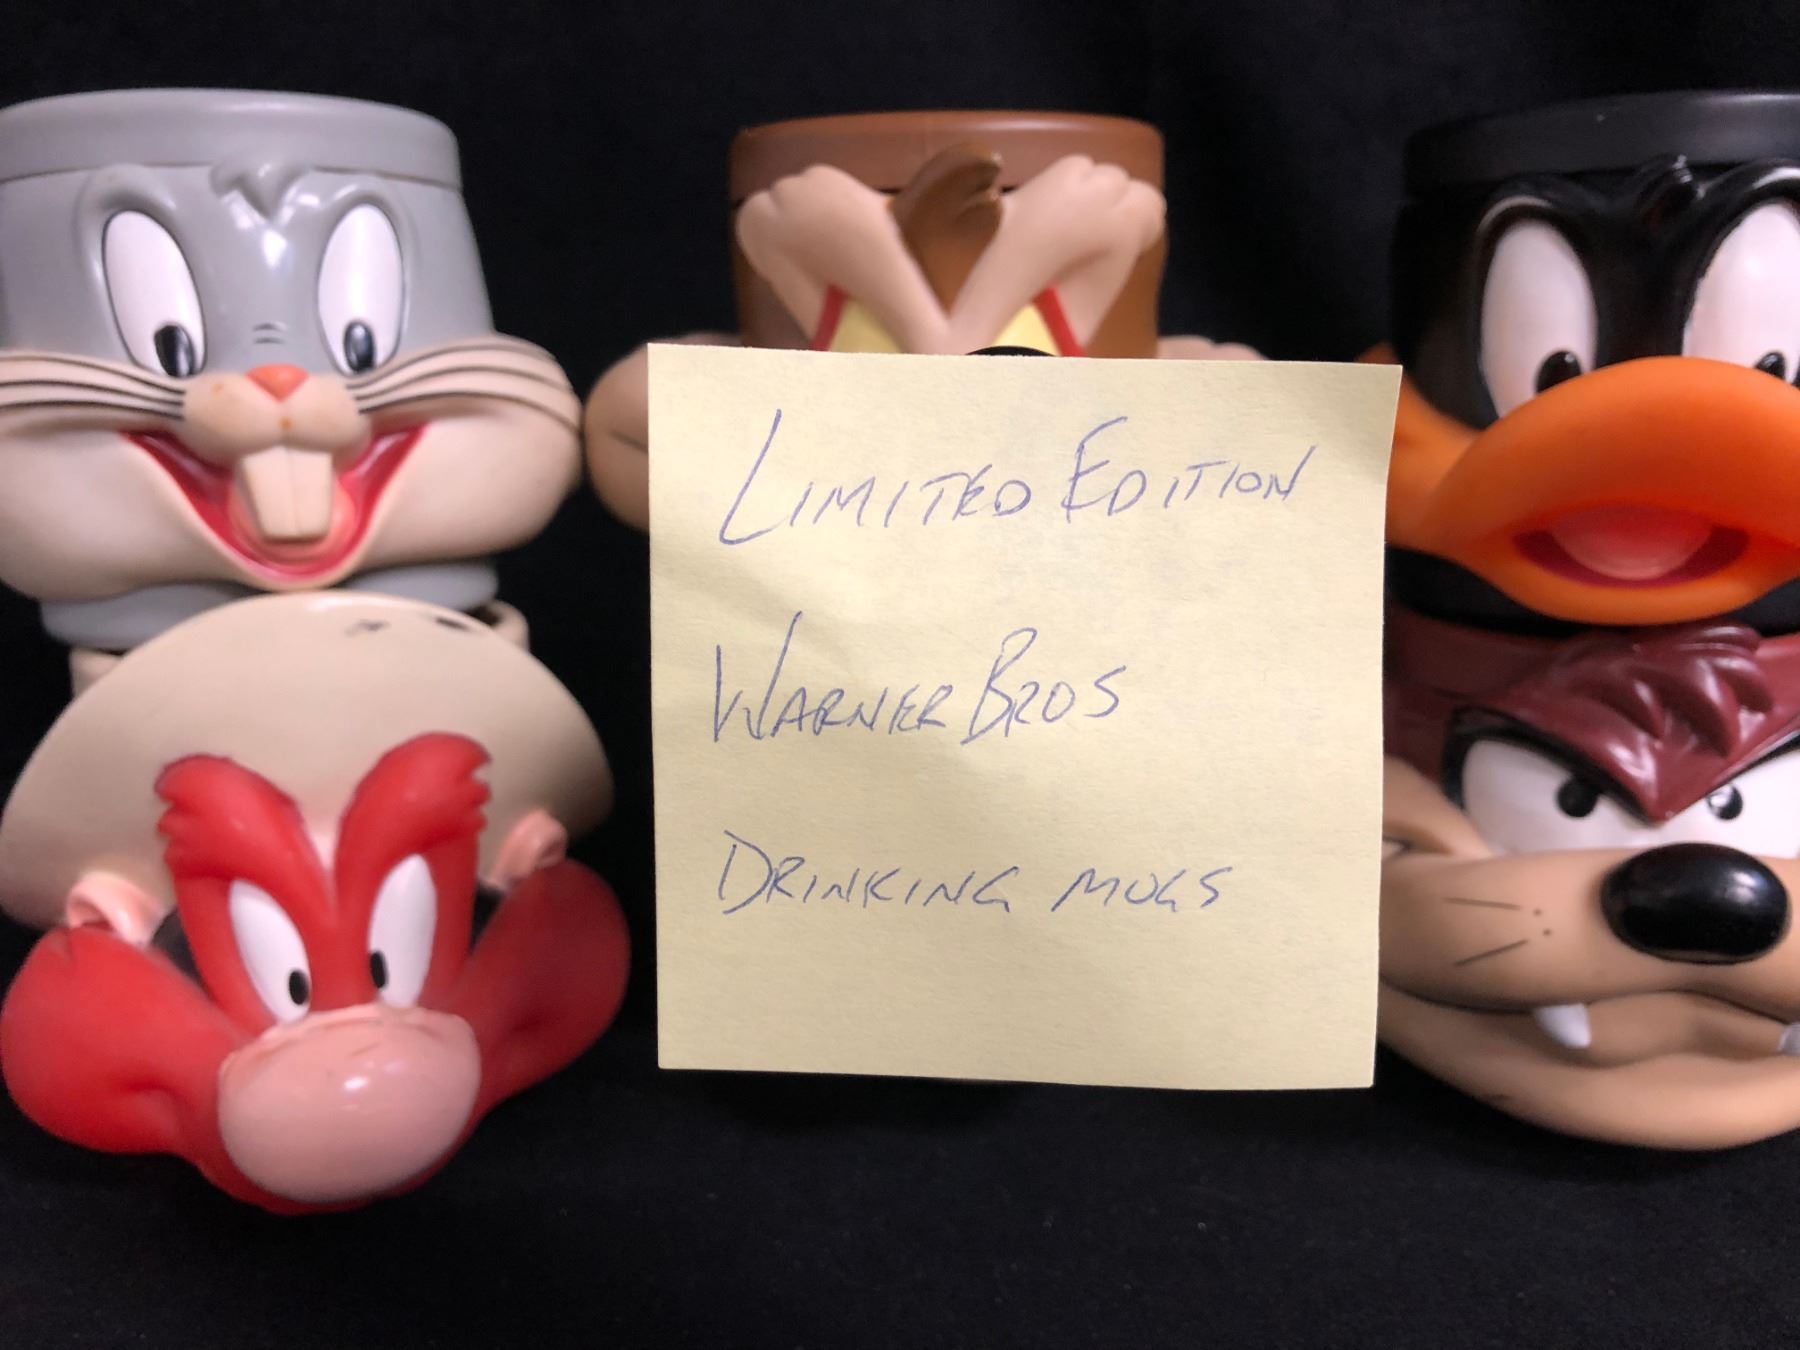 LIMITED EDITION
WARNER BROS
DRINKING MUGS